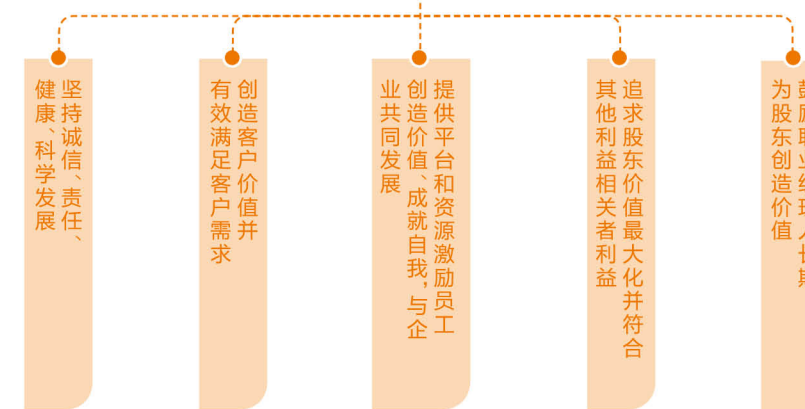 坚持诚信、责任、
健康、科学发展
创造客户价值并
有效满足客户需求
提供平台和资源激励员工
创造价值、成就自我，与企
业共同发展
追求股东价值最大化并符合
其他利益相关者利益
为股东创造价值